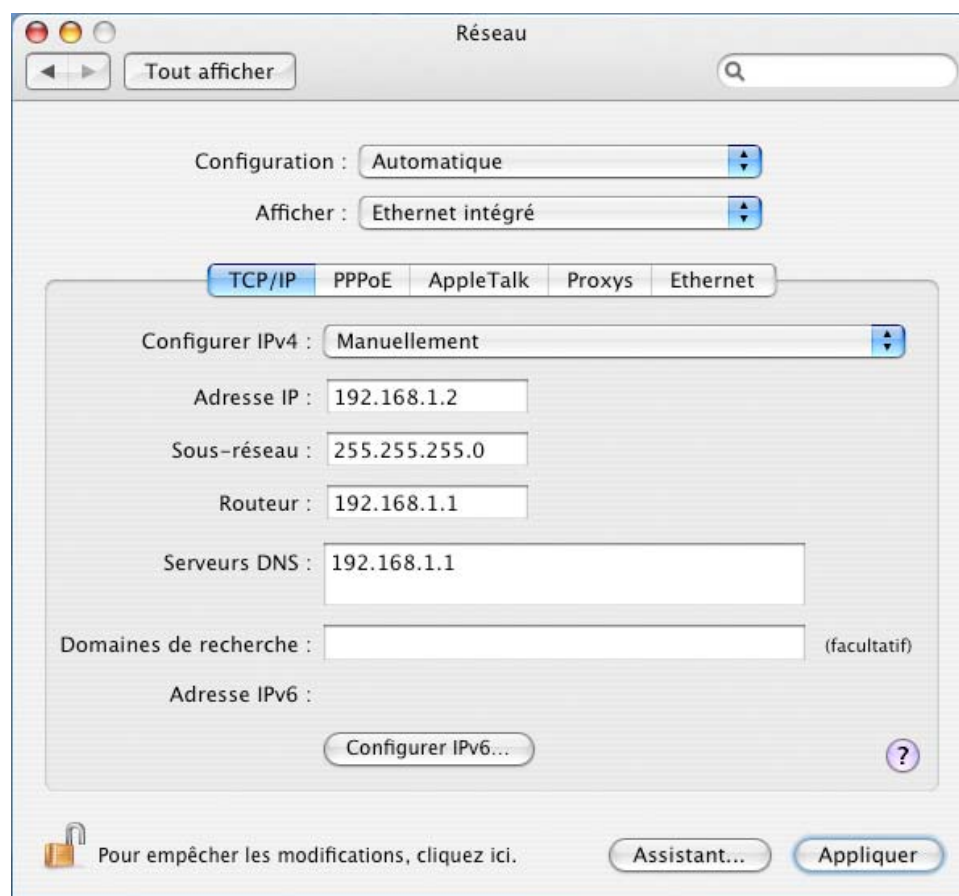 Réseau
Tout afficher
Configuration : Automatique
Afficher : Ethernet intégré
TCP/IP PPPoE AppleTalk Proxys Ethernet
Configurer IPv4 : Manuellement
Adresse IP : 192.168.1.2
Sous-réseau : 255.255.255.0
Routeur : 192.168.1.1
Serveurs DNS : 192.168.1.1
Domaines de recherche : (facultatif)
Adresse IPv6 :
Configurer IPv6...
?
Pour empêcher les modifications, cliquez ici. Assistant... Appliquer